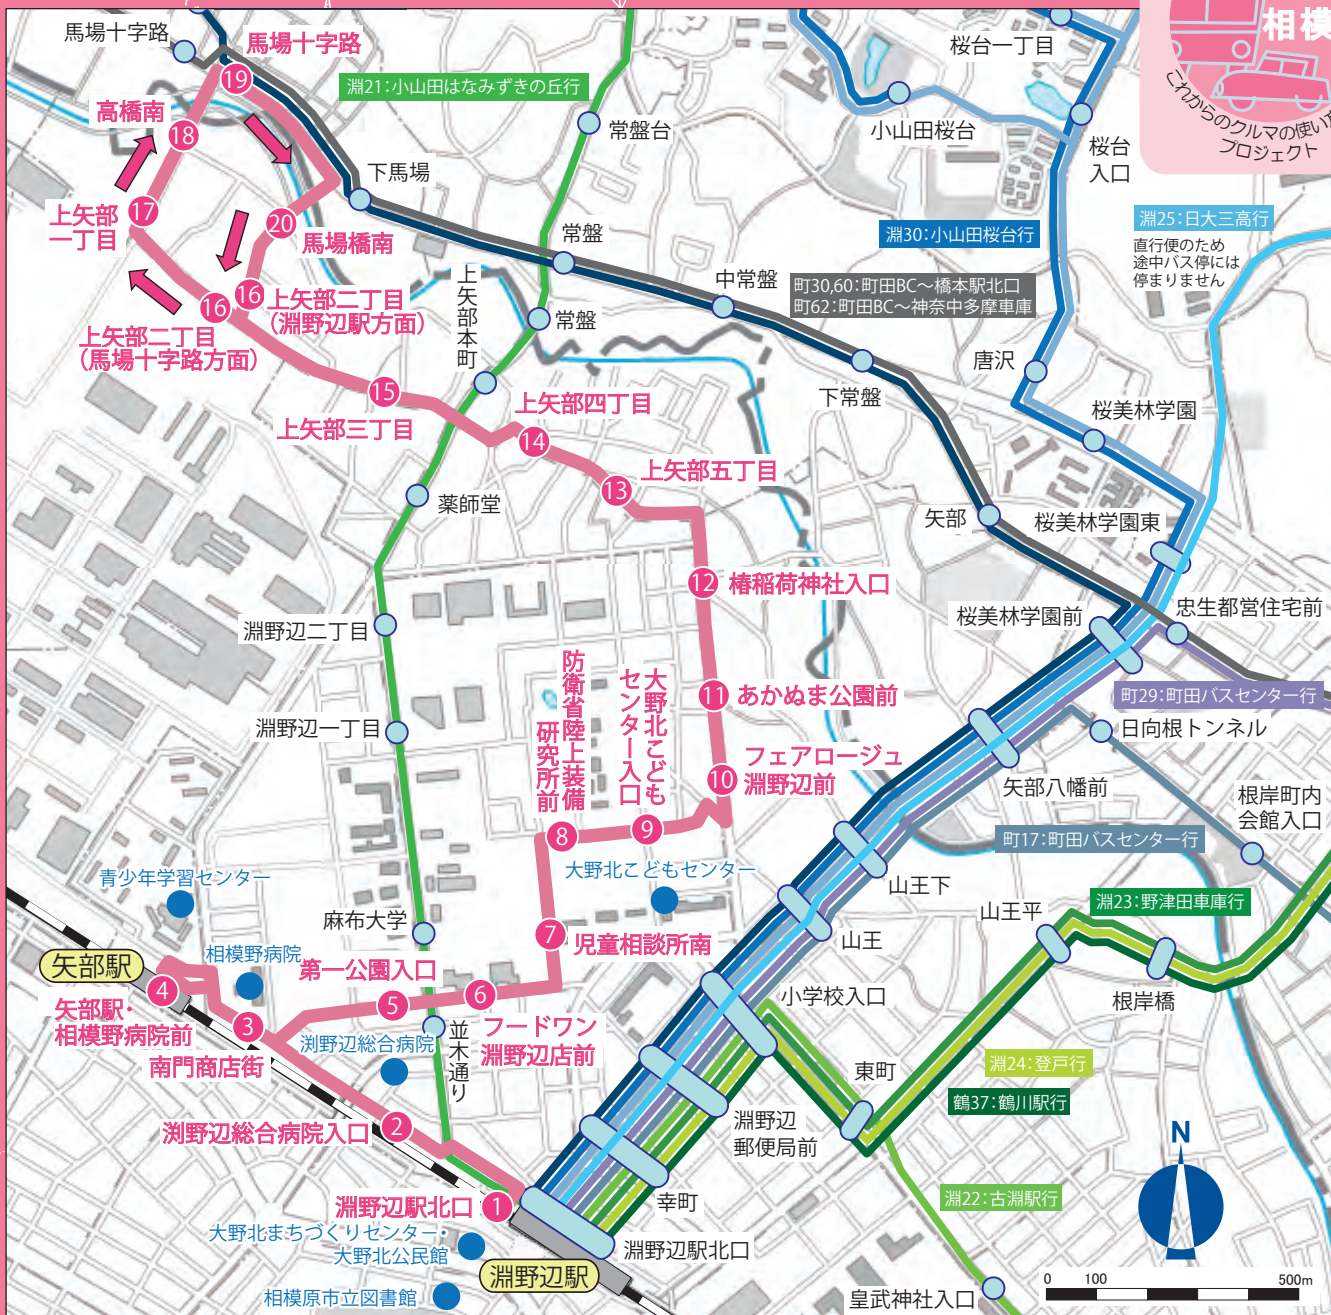 馬場十字路
馬場十字路
19
淵21：小山田はなみずきの丘行
桜台一丁目
相模
これからのクルマの使い方
プロジェクト
高橋南
18
常盤台
小山田桜台
桜台
入口
下馬場
上矢部
一丁目
17
20
馬場橋南
常盤
淵30：小山田桜台行
淵25：日大三高行
直行便のため
途中バス停には
停まりません
中常盤
町30,60：町田BC～橋本駅北口
町62：町田BC～神奈中多摩車庫
16
16
上矢部二丁目
（淵野辺駅方面）
上矢部本町
常盤
上矢部二丁目
（馬場十字路方面）
唐沢
下常盤
15
上矢部三丁目
上矢部四丁目
14
桜美林学園
13
上矢部五丁目
薬師堂
矢部
桜美林学園東
12
椿稲荷神社入口
淵野辺二丁目
桜美林学園前
忠生都営住宅前
防衛省陸上装備
研究所前
大野北こども
センター入口
11
あかぬま公園前
町29：町田バスセンター行
淵野辺一丁目
日向根トンネル
10
フェアロージュ
淵野辺前
矢部八幡前
根岸町内
会館入口
8
9
町17：町田バスセンター行
青少年学習センター
大野北こどもセンター
山王下
麻布大学
山王平
淵23：野津田車庫行
7
児童相談所南
山王
矢部駅
相模野病院
第一公園入口
4
5
6
小学校入口
根岸橋
矢部駅・
相模野病院前
3
南門商店街
渕野辺総合病院
並木通り
フードワン
淵野辺店前
東町
淵24：登戸行
鶴37：鶴川駅行
渕野辺総合病院入口
2
淵野辺
郵便局前
N
淵野辺駅北口
1
幸町
淵22：古淵駅行
大野北まちづくりセンター・
大野北公民館
淵野辺駅北口
淵野辺駅
相模原市立図書館
皇武神社入口
0
100
500m